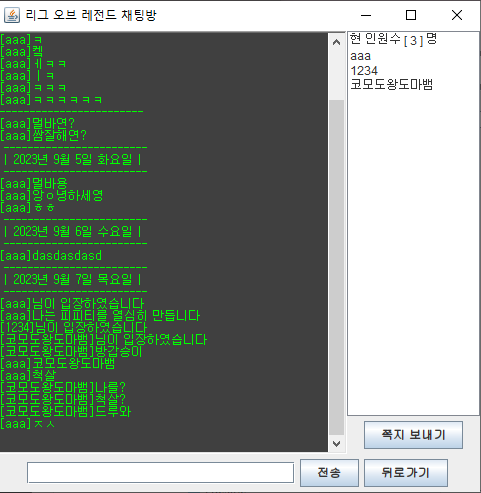 리그 오브 레전드 채팅방
[aaa]ㅋ
[aaa]ㅔㅋㅋ
[aaa]ㅣㅋ
[aaa]ㅋㅋㅋ
[aaa]ㅋㅋㅋㅋㅋㅋ
------------------------
[aaa]멀바연?
[aaa]쌈잘해연?
------------------------
| 2023년 9월 5일 화요일 |
------------------------
[aaa]멀바용
[aaa]앙ㅇ녕하세영
[aaa]ㅎㅎ
------------------------
| 2023년 9월 6일 수요일 |
------------------------
[aaa]dasdasdasd
------------------------
| 2023년 9월 7일 목요일 |
------------------------
[aaa]님이 입장하였습니다
[aaa]나는 피피티를 열심히 만듭니다
[1234]님이 입장하였습니다
[코모도왕도마뱀]님이 입장하였습니다
[코모도왕도마뱀]방갑승미
[aaa]코모도왕도마뱀
[aaa]척살
[코모도왕도마뱀]나를?
[코모도왕도마뱀]척살?
[코모도왕도마뱀]드루와
[aaa]ㅈㅅ
현 인원수 [ 3 ] 명
aaa
1234
코모도왕도마뱀
쪽지 보내기
전송
뒤로가기